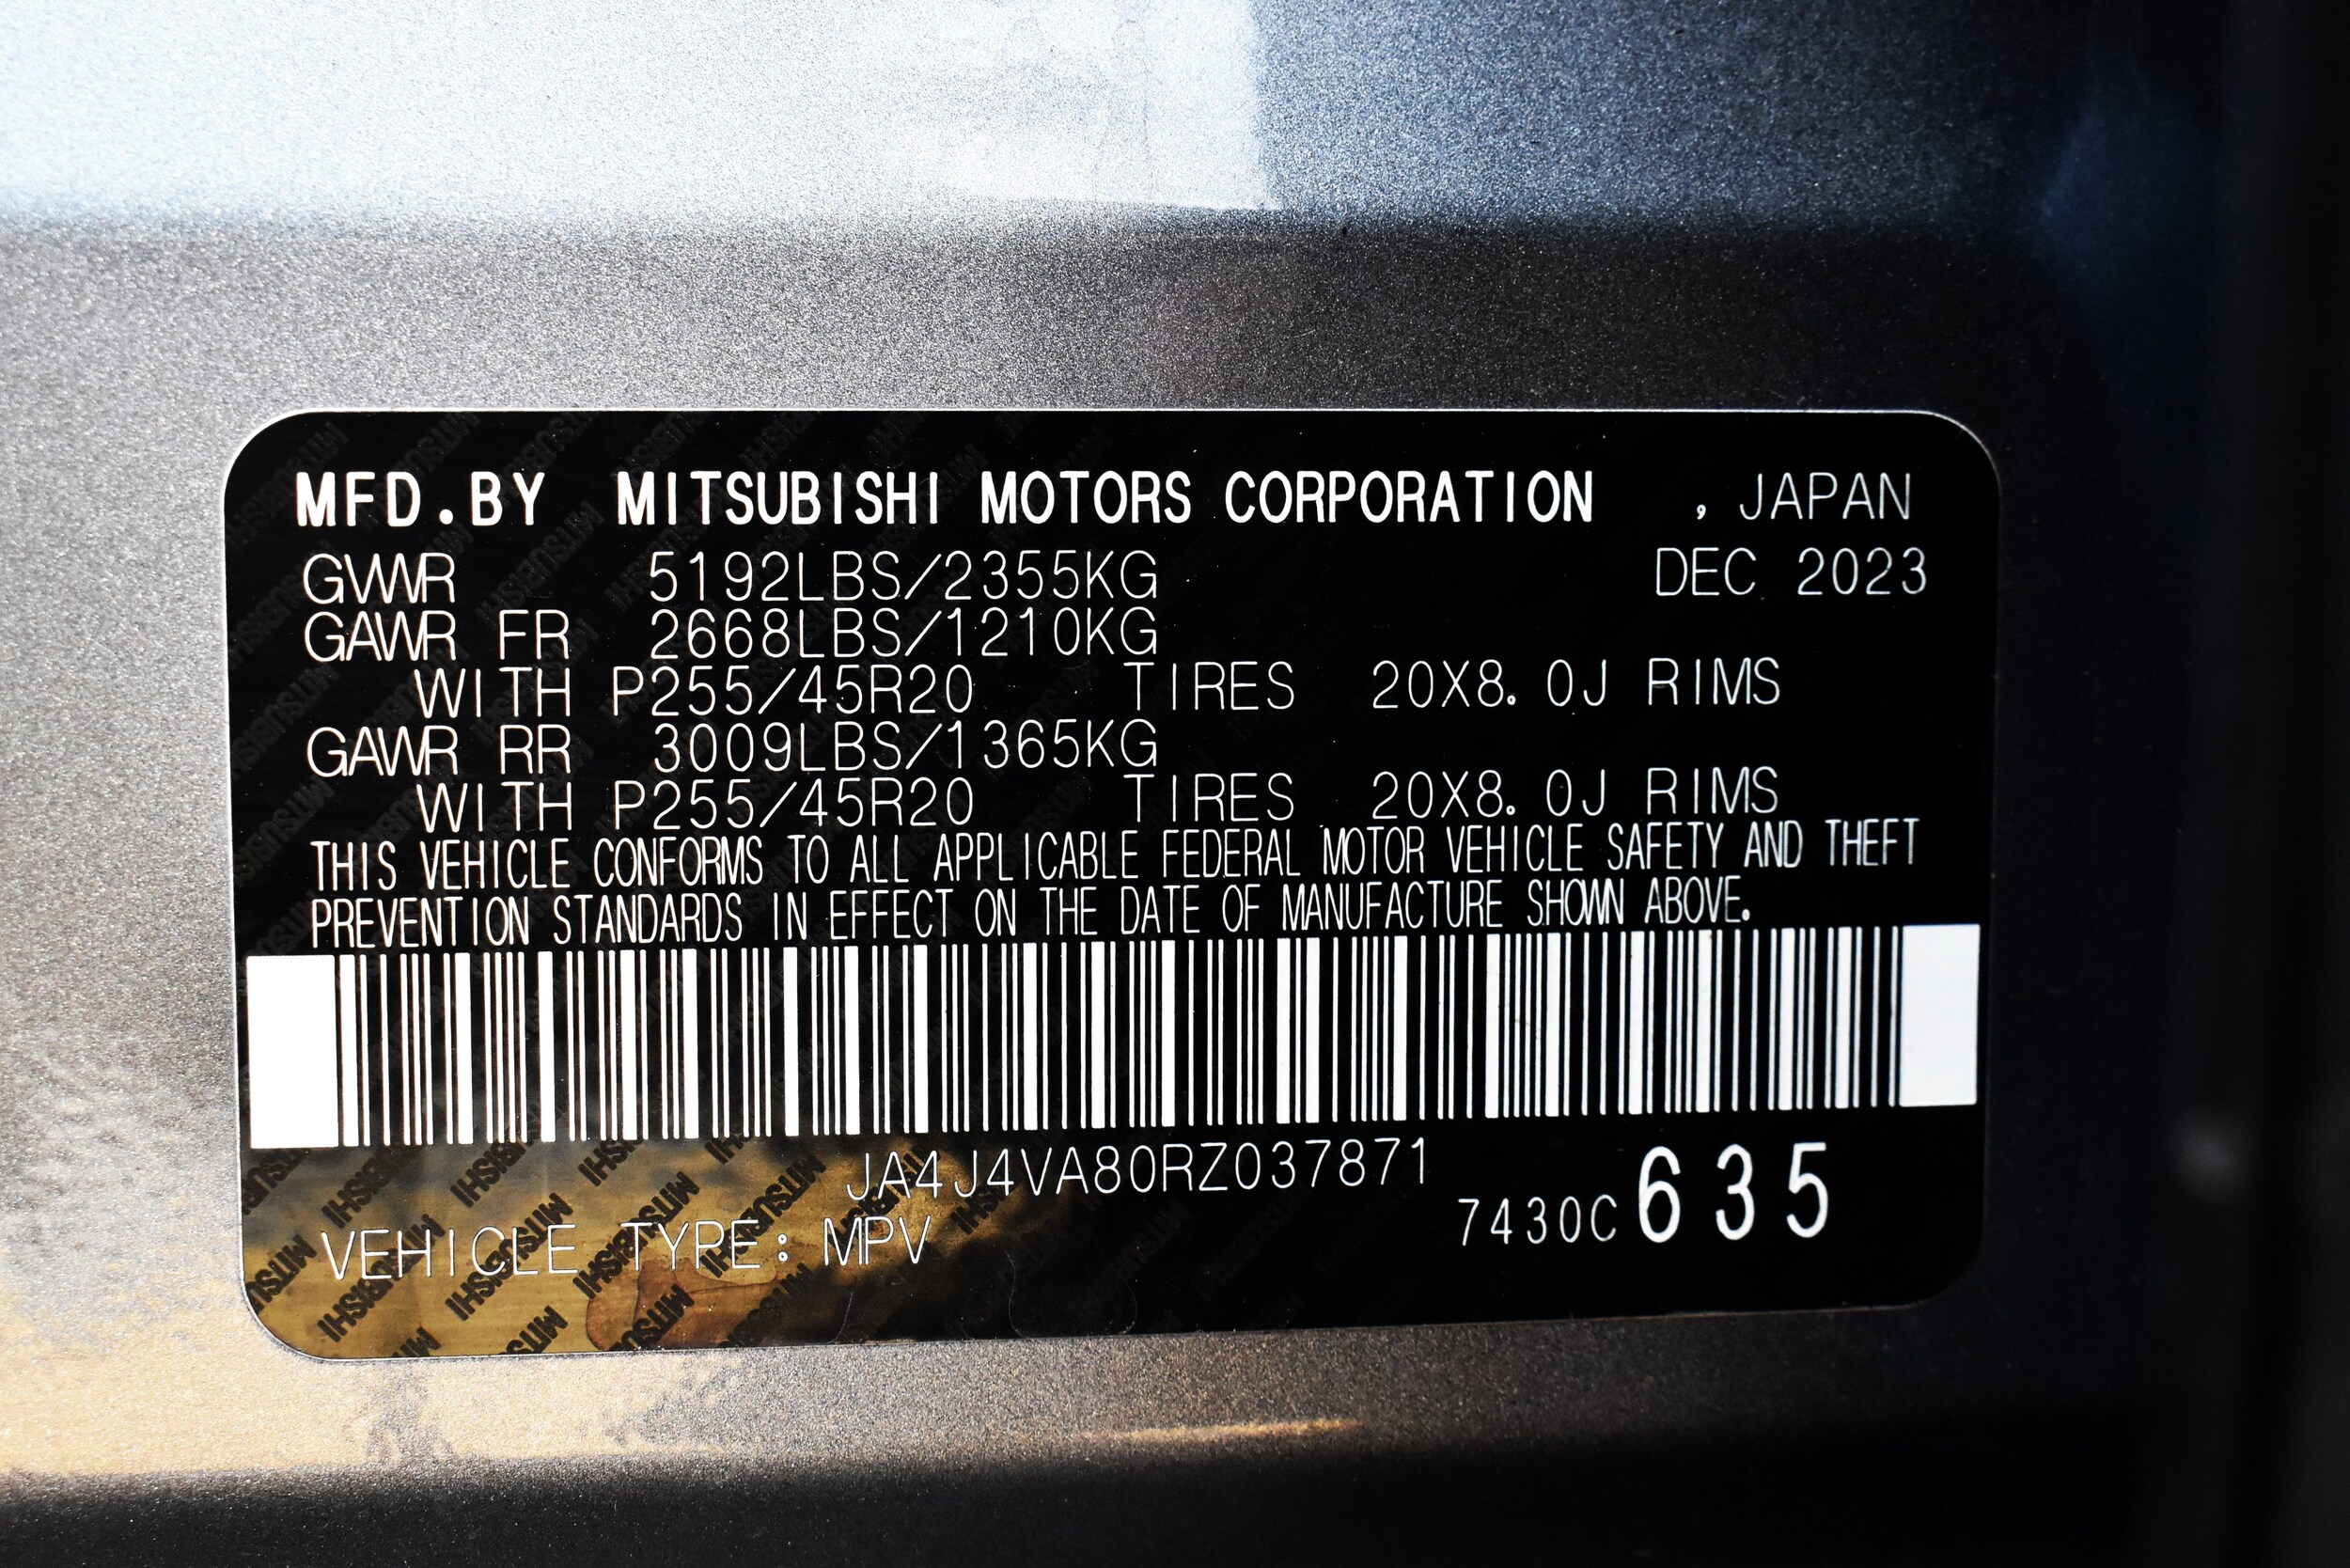 MFD.BY MITSUBISHI MOTORS CORPORATION , JAPAN
GVWR 5192LBS/2355KG DEC 2023
GAWR FR 2668LBS/1210KG
WITH P255/45R20 TIRES 20X8.0J RIMS
GAWR RR 3009LBS/1365KG
WITH P255/45R20 TIRES 20X8.0J RIMS
THIS VEHICLE CONFORMS TO ALL APPLICABLE FEDERAL MOTOR VEHICLE SAFETY AND THEFT
PREVENTION STANDARDS IN EFFECT ON THE DATE OF MANUFACTURE SHOWN ABOVE.
JA4J4VA80RZ037871
7430C 635
VEHICLE TYPE: MPV